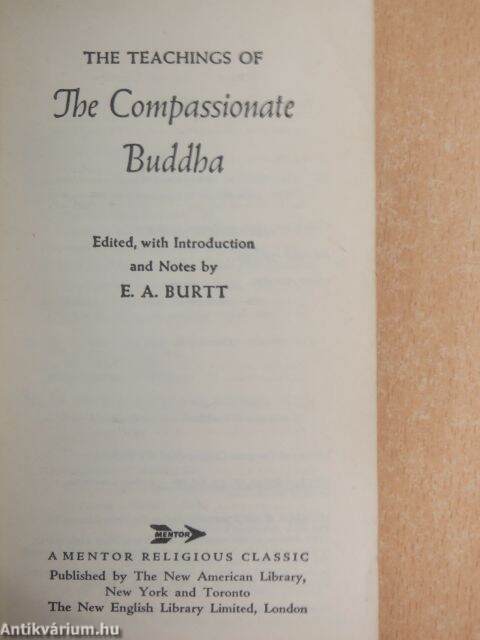 THE TEACHINGS OF
The Compassionate
Buddha
Edited, with Introduction
and Notes by
E. A. BURTT
MENTOR
A MENTOR RELIGIOUS CLASSIC
Published by The New American Library,
New York and Toronto
The New English Library Limited, London
Antikvárium.hu